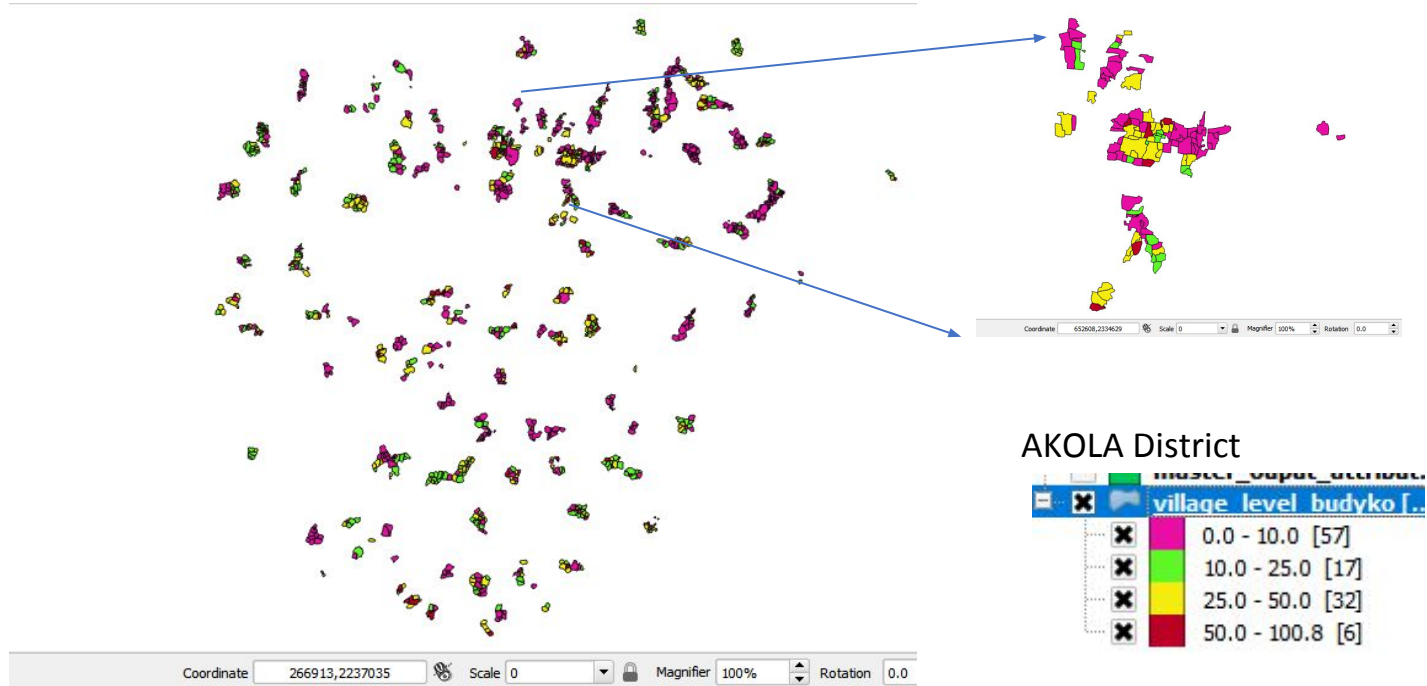 Coordinate 652608,2334629 Scale 0 Magnifier 100% Rotation 0.0
AKOLA District
village_level_budyko [...
0.0 - 10.0 [57]
10.0 - 25.0 [17]
25.0 - 50.0 [32]
50.0 - 100.8 [6]
Coordinate 266913,2237035 Scale 0 Magnifier 100% Rotation 0.0